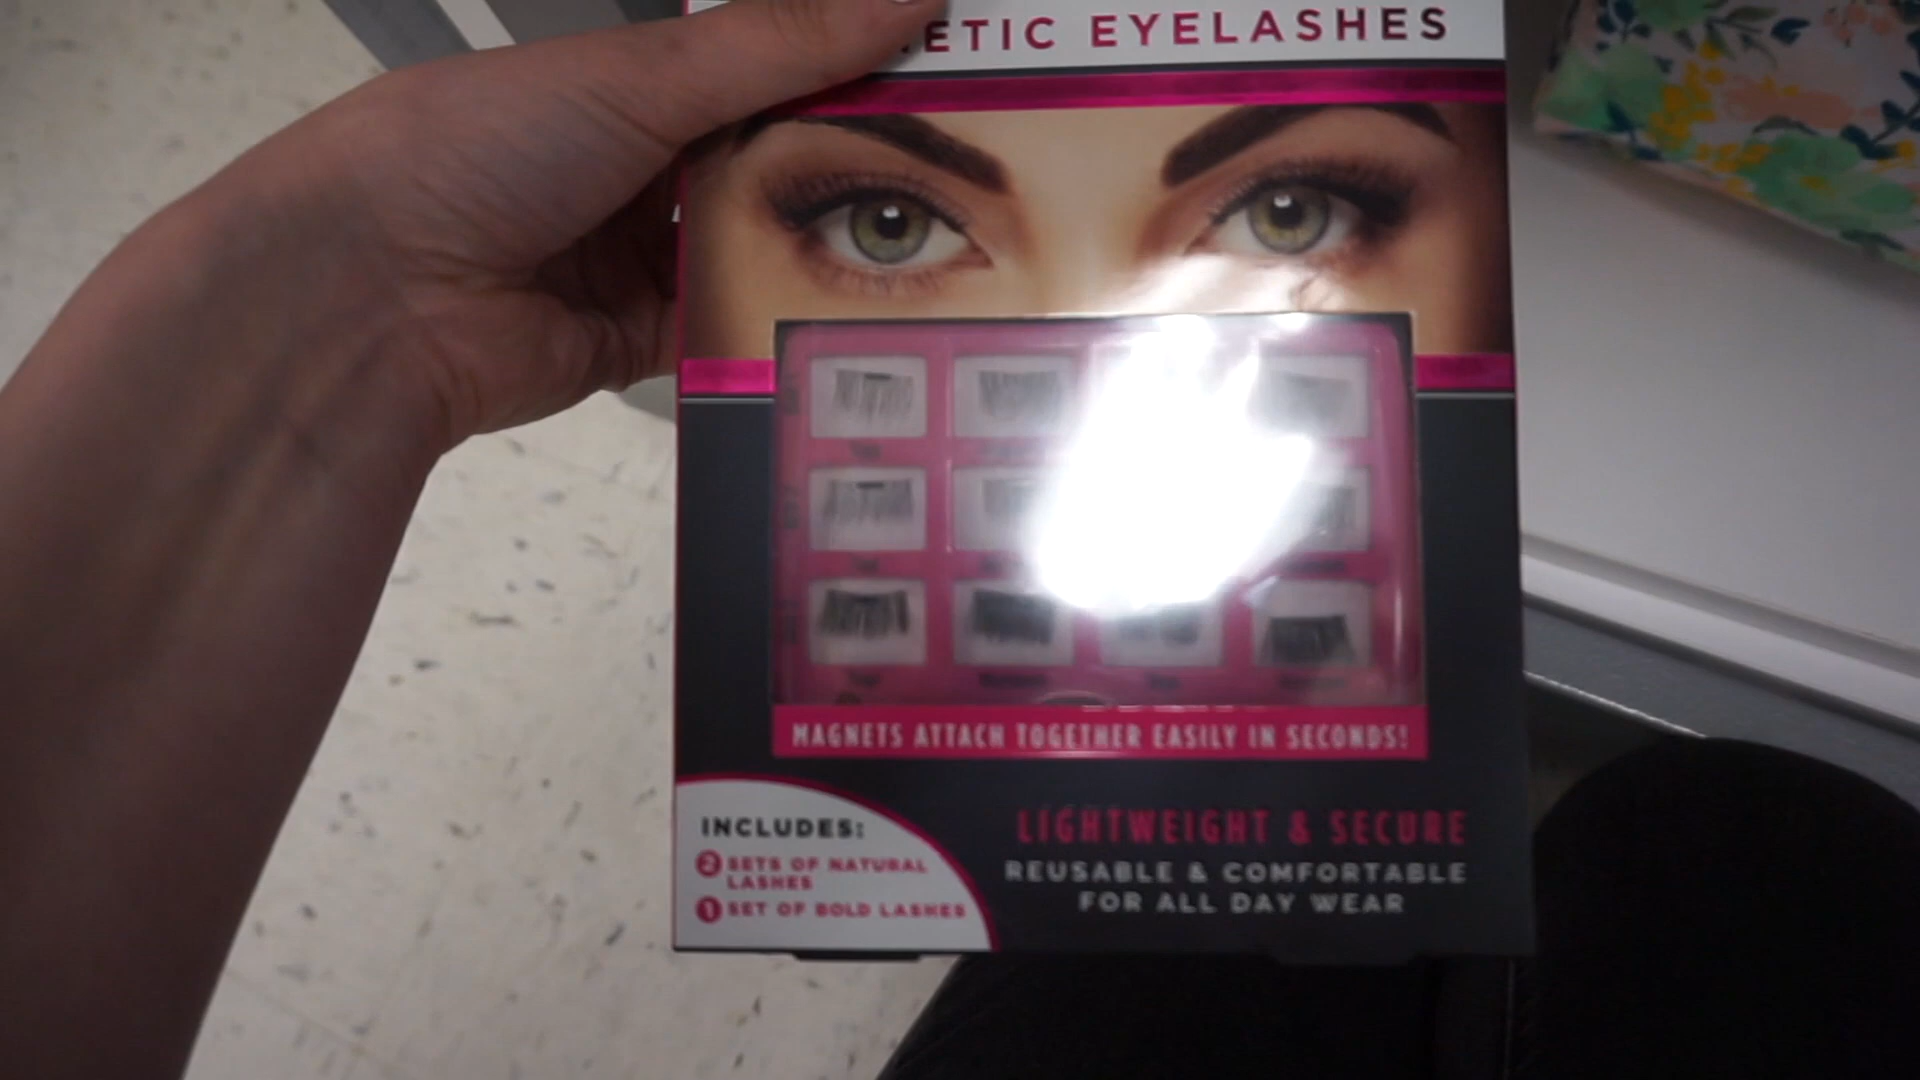 ETIC EYELASHES
MAGNETS ATTACH TOGETHER EASILY IN SECONDS!
INCLUDES:
2 SETS OF NATURAL
LASHES
1 SET OF BOLD LASHES
LIGHTWEIGHT & SECURE
REUSABLE & COMFORTABLE
FOR ALL DAY WEAR